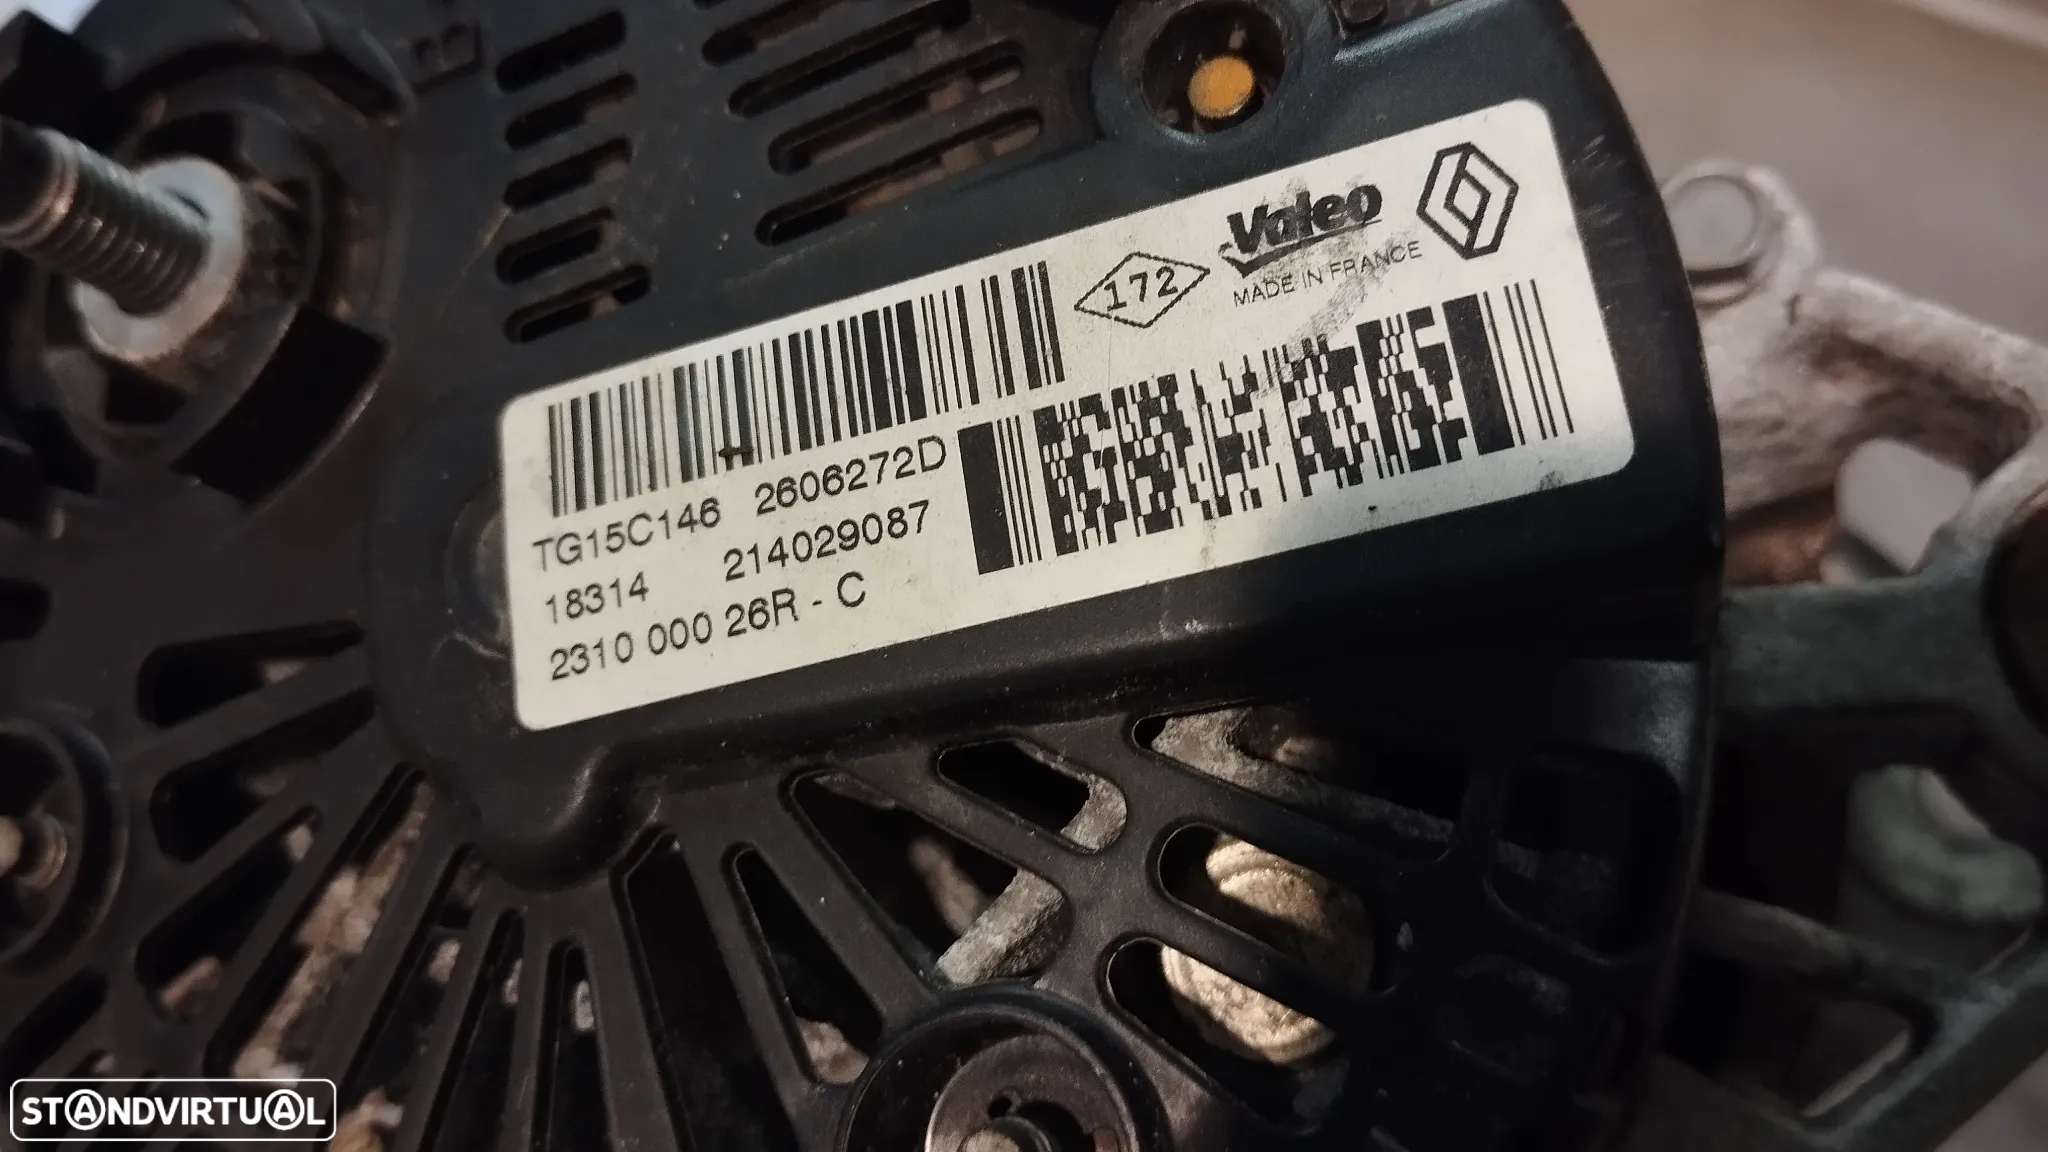 172
Valeo
MADE IN FRANCE
TG15C146 2606272D
18314 214029087
2310 000 26R - C
STANDVIRTUAL